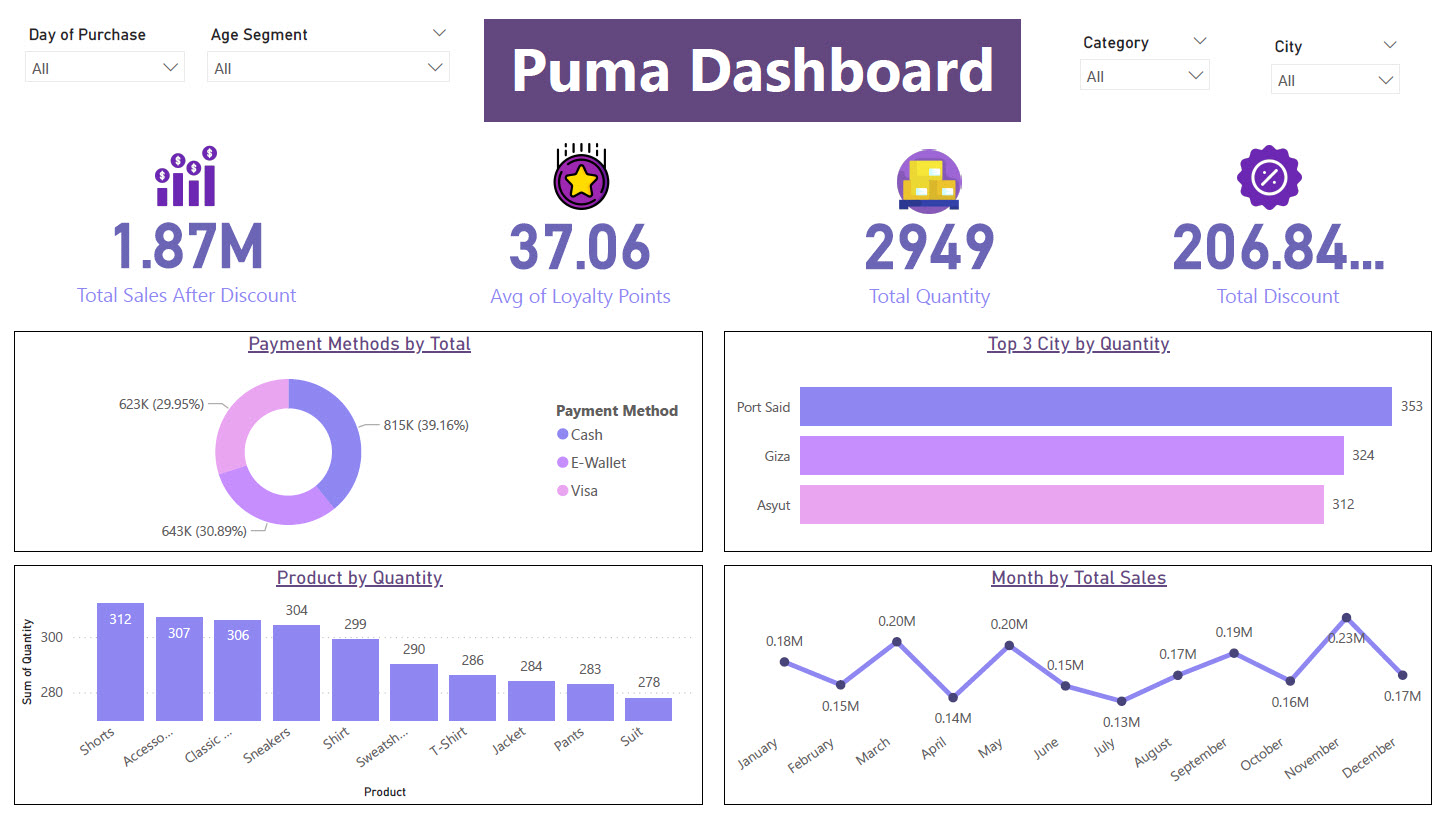 Day of Purchase
All
Age Segment
All
Puma Dashboard
Category
All
City
All
1.87M
Total Sales After Discount
37.06
Avg of Loyalty Points
2949
Total Quantity
206.84...
Total Discount
Payment Methods by Total
623K (29.95%)
815K (39.16%)
643K (30.89%)
Payment Method
Cash
E-Wallet
Visa
Top 3 City by Quantity
Port Said 353
Giza 324
Asyut 312
Product by Quantity
Sum of Quantity
300
280
312
307
306
304
299
290
286
284
283
278
Shorts
Accesso...
Classic ...
Sneakers
Shirt
Sweatsh...
T-Shirt
Jacket
Pants
Suit
Product
Month by Total Sales
0.18M
0.15M
0.20M
0.14M
0.20M
0.15M
0.13M
0.17M
0.19M
0.16M
0.23M
0.17M
January
February
March
April
May
June
July
August
September
October
November
December